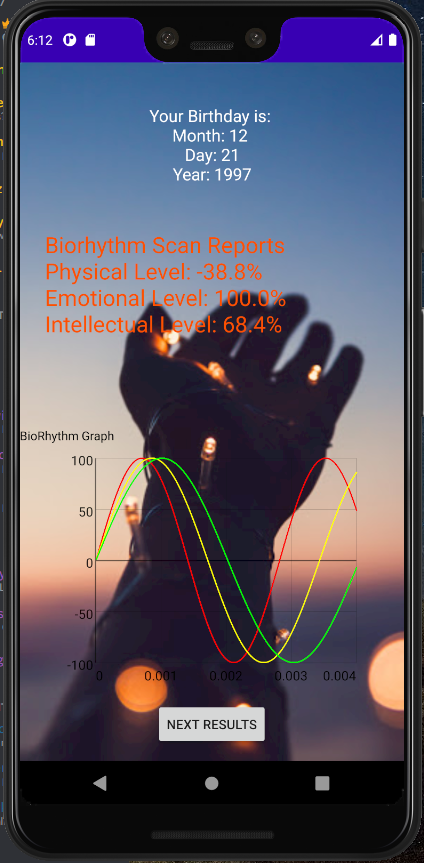 6:12
Your Birthday is:
Month: 12
Day: 21
Year: 1997
Biorhythm Scan Reports
Physical Level: -38.8%
Emotional Level: 100.0%
Intellectual Level: 68.4%
BioRhythm Graph
100
50
0
-50
-100
0 0.001 0.002 0.003 0.004
NEXT RESULTS